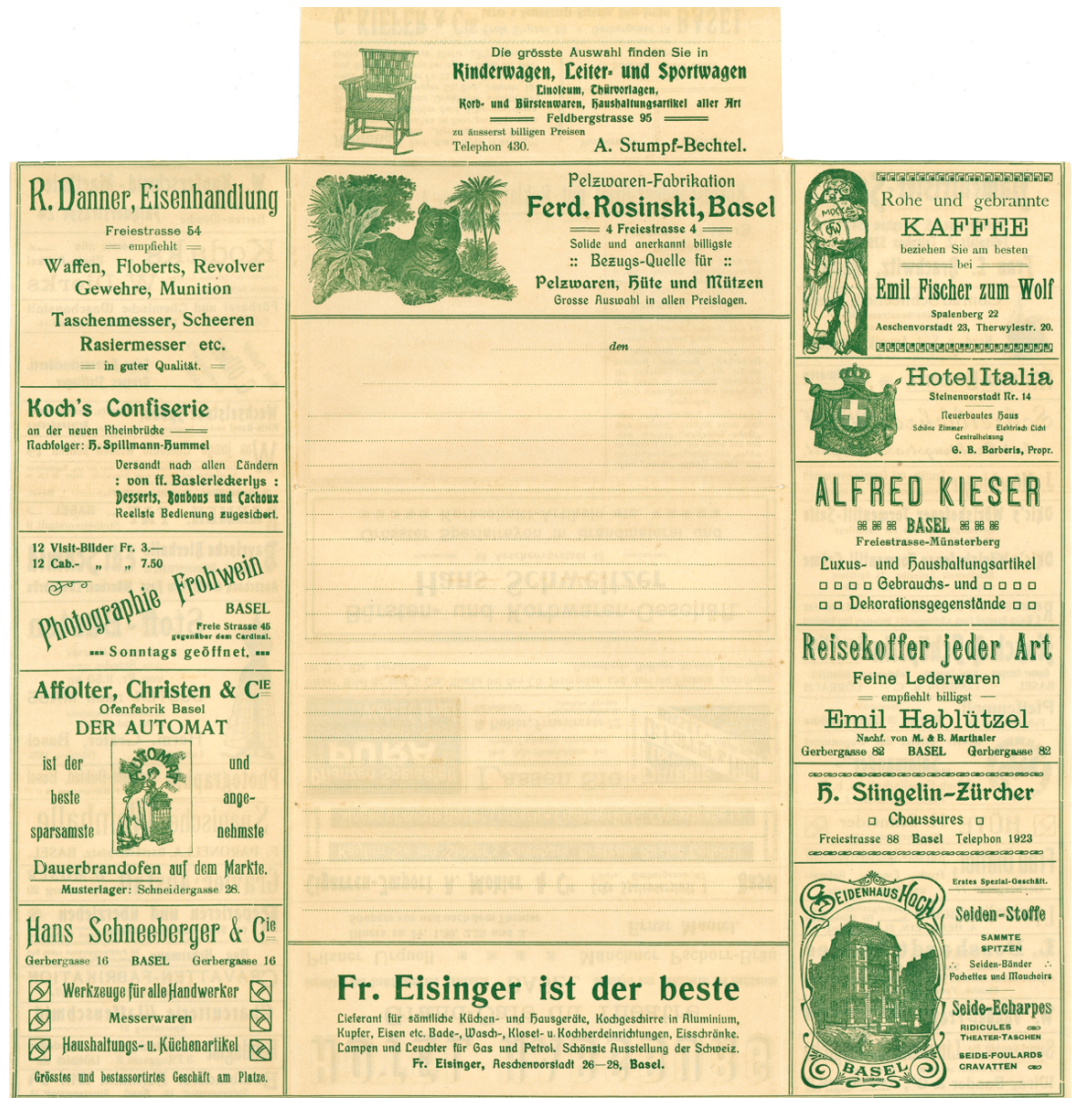 Die grösste Auswahl finden Sie in
Kinderwagen, Leiter- und Sportwagen
Linoleum, Thürvorlagen,
Korb- und Bürstenwaren, Haushaltungsartikel aller Art
Feldbergstrasse 95
zu äusserst billigen Preisen
Telephon 430. A. Stumpf-Bechtel.
R. Danner, Eisenhandlung
Freiestrasse 54
empfiehlt
Waffen, Floberts, Revolver
Gewehre, Munition
Taschenmesser, Scheeren
Rasiermesser etc.
in guter Qualität.
Koch's Confiserie
an der neuen Rheinbrücke
Nachfolger: H. Spillmann-Hummel
Versandt nach allen Ländern
: von ff. Baslerleckerlys :
Desserts, Bonbons und Cachoux
Reellste Bedienung zugesichert.
12 Visit-Bilder Fr. 3.—
12 Cab.- „ „ 7.50
Photographie Frohwein
BASEL
Freie Strasse 45
gegenüber dem Cardinal.
Sonntags geöffnet.
Affolter, Christen & CIE
Ofenfabrik Basel
DER AUTOMAT
AUTOMAT
ist der und
beste ange-
sparsamste nehmste
Dauerbrandofen auf dem Markte.
Musterlager: Schneidergasse 28.
Hans Schneeberger & Cie
Gerbergasse 16 BASEL Gerbergasse 16
Werkzeuge für alle Handwerker
Messerwaren
Haushaltungs- u. Küchenartikel
Grösstes und bestassortirtes Geschäft am Platze.
Pelzwaren-Fabrikation
Ferd. Rosinski, Basel
4 Freiestrasse 4
Solide und anerkannt billigste
:: Bezugs-Quelle für ::
Pelzwaren, Hüte und Mützen
Grosse Auswahl in allen Preislagen.
den
Fr. Eisinger ist der beste
Lieferant für sämtliche Küchen- und Hausgeräte, Kochgeschirre in Aluminium,
Kupfer, Eisen etc. Bade-, Wasch-, Kloset- u. Kochherdeinrichtungen, Eisschränke.
Lampen und Leuchter für Gas und Petrol. Schönste Ausstellung der Schweiz.
Fr. Eisinger, Aeschenvorstadt 26—28, Basel.
Rohe und gebrannte
KAFFEE
beziehen Sie am besten
bei
Emil Fischer zum Wolf
Spalenberg 22
Aeschenvorstadt 23, Therwylestr. 20.
Hotel Italia
Steinenvorstadt Nr. 14
Neuerbautes Haus
Schöne Zimmer Elektrisch Licht
Centralheizung
G. B. Barberis, Propr.
ALFRED KIESER
BASEL
Freiestrasse-Münsterberg
Luxus- und Haushaltungsartikel
Gebrauchs- und
Dekorationsgegenstände
Reisekoffer jeder Art
Feine Lederwaren
empfiehlt billigst
Emil Hablützel
Nachf. von M. & B. Marthaler
Gerbergasse 82 BASEL Gerbergasse 82
H. Stingelin-Zürcher
Chaussures
Freiestrasse 88 Basel Telephon 1923
SEIDENHAUS KOCH
BASEL
Erstes Spezial-Geschäft.
Seiden-Stoffe
SAMMTE
SPITZEN
Seiden-Bänder
Pochettes und Mouchoirs
Seide-Echarpes
RIDICULES
THEATER-TASCHEN
SEIDE-FOULARDS
CRAVATTEN